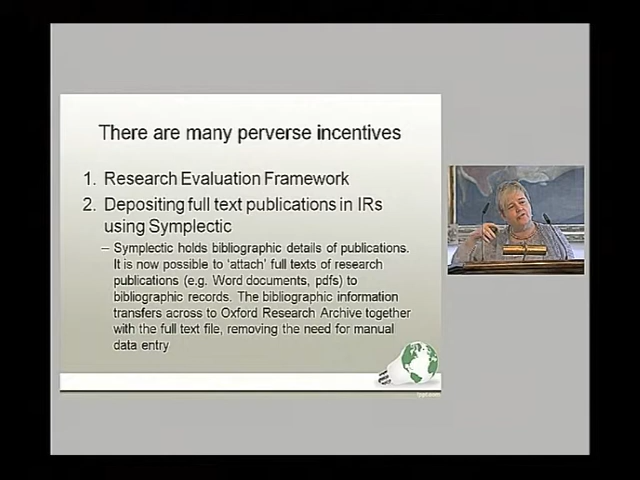 There are many perverse incentives
1. Research Evaluation Framework
2. Depositing full text publications in IRs
using Symplectic
– Symplectic holds bibliographic details of publications.
It is now possible to 'attach' full texts of research
publications (e.g. Word documents, pdfs) to
bibliographic records. The bibliographic information
transfers across to Oxford Research Archive together
with the full text file, removing the need for manual
data entry